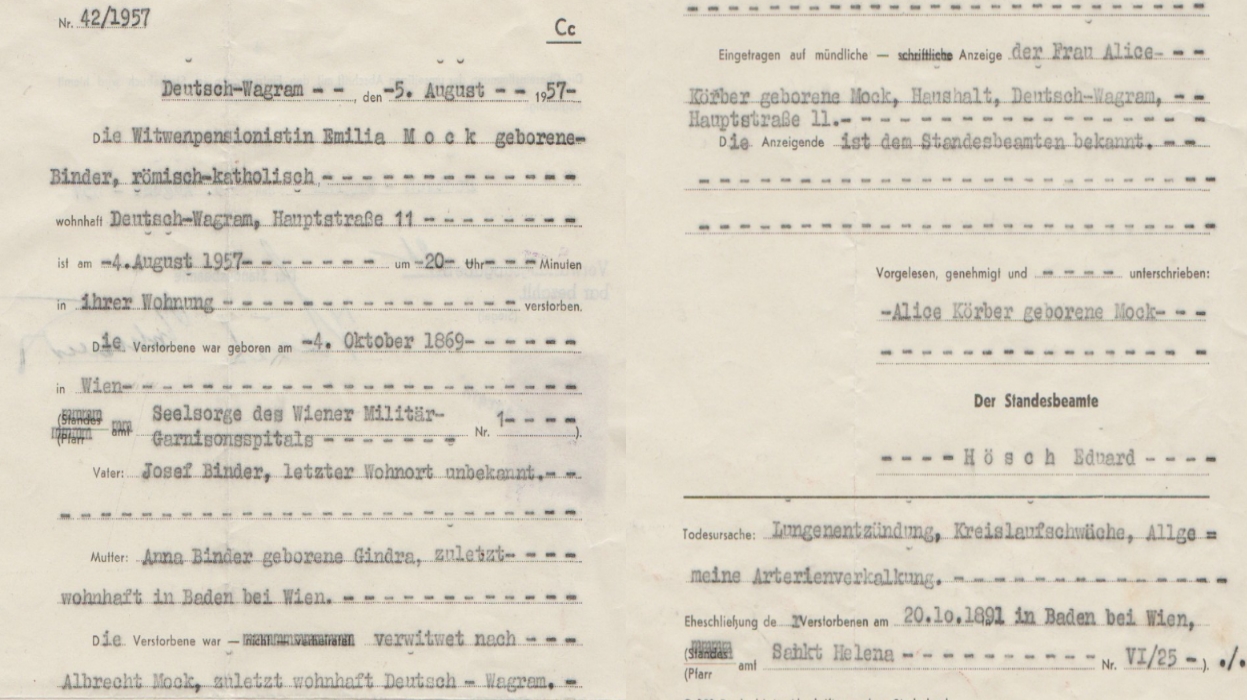 Nr. 42/1957
Cc
Deutsch-Wagram - - , den -5. August - - 1957-
Die Witwenpensionistin Emilia M o c k geborene-
Binder, römisch-katholisch - - - - - - - - - - - -
wohnhaft Deutsch-Wagram, Hauptstraße 11 - - - - - - -
ist am -4.August 1957- - - - - - - - um -20- Uhr- - - Minuten
in ihrer Wohnung - - - - - - - - - - - - - verstorben.
Die Verstorbene war geboren am -4. Oktober 1869- - - - - -
in Wien- - - - - - - - - - - - - - - - - - - -
(Standes
(Pfarr amt Seelsorge des Wiener Militär-
Garnisonsspitals - - - - - - - Nr. 1- - - - ).
Vater: Josef Binder, letzter Wohnort unbekannt.- -
- - - - - - - - - - - - - - - - - - - - - -
Mutter: Anna Binder geborene Gindra, zuletzt- - - -
wohnhaft in Baden bei Wien. - - - - - - - - - - -
Die Verstorbene war — nicht verheiratet verwitwet nach - - -
Albrecht Mock, zuletzt wohnhaft Deutsch - Wagram. -
- - - - - - - - - - - - - - - - - - - - - -
Eingetragen auf mündliche — schriftliche Anzeige der Frau Alice- - -
Körber geborene Mock, Haushalt, Deutsch-Wagram, - -
Hauptstraße 11.- - - - - - - - - - - - - - - -
Die Anzeigende ist dem Standesbeamten bekannt. - -
- - - - - - - - - - - - - - - - - - - - - -
- - - - - - - - - - - - - - - - - - - - - -
Vorgelesen, genehmigt und - - - - unterschrieben:
-Alice Körber geborene Mock- - -
- - - - - - - - - - - - - -
Der Standesbeamte
- - - - H ö s c h Eduard - - - -
Todesursache: Lungenentzündung, Kreislaufschwäche, Allge =
meine Arterienverkalkung. - - - - - - - - - - - -
Eheschließung der Verstorbenen am 20.10.1891 in Baden bei Wien,
(Standes
(Pfarr amt Sankt Helena - - - - - - - - - - Nr. VI/25 - ). ./.